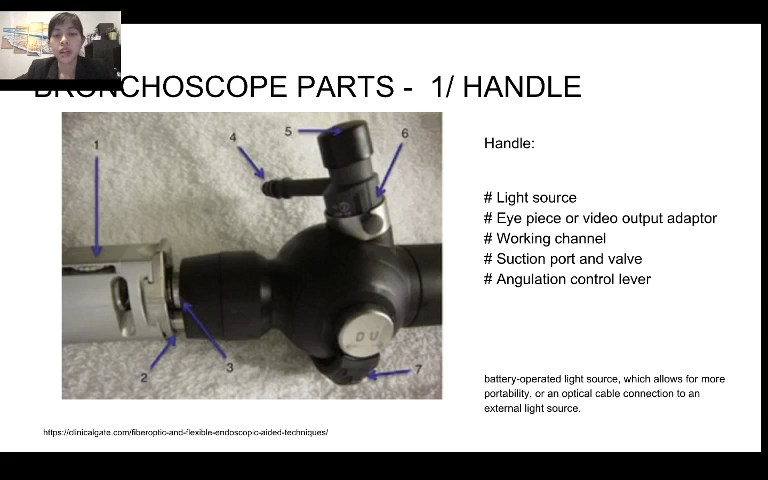 BRONCHOSCOPE PARTS - 1/ HANDLE
1
4
5
6
2
3
7
D U
Handle:
# Light source
# Eye piece or video output adaptor
# Working channel
# Suction port and valve
# Angulation control lever
battery-operated light source, which allows for more
portability, or an optical cable connection to an
external light source.
https://clinicalgate.com/fiberoptic-and-flexible-endoscopic-aided-techniques/